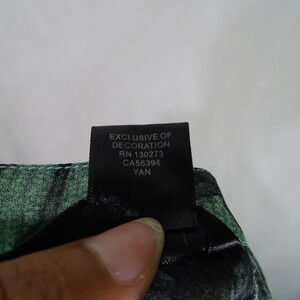 EXCLUSIVE OF
DECORATION
RN 130273
CA55394
YAN